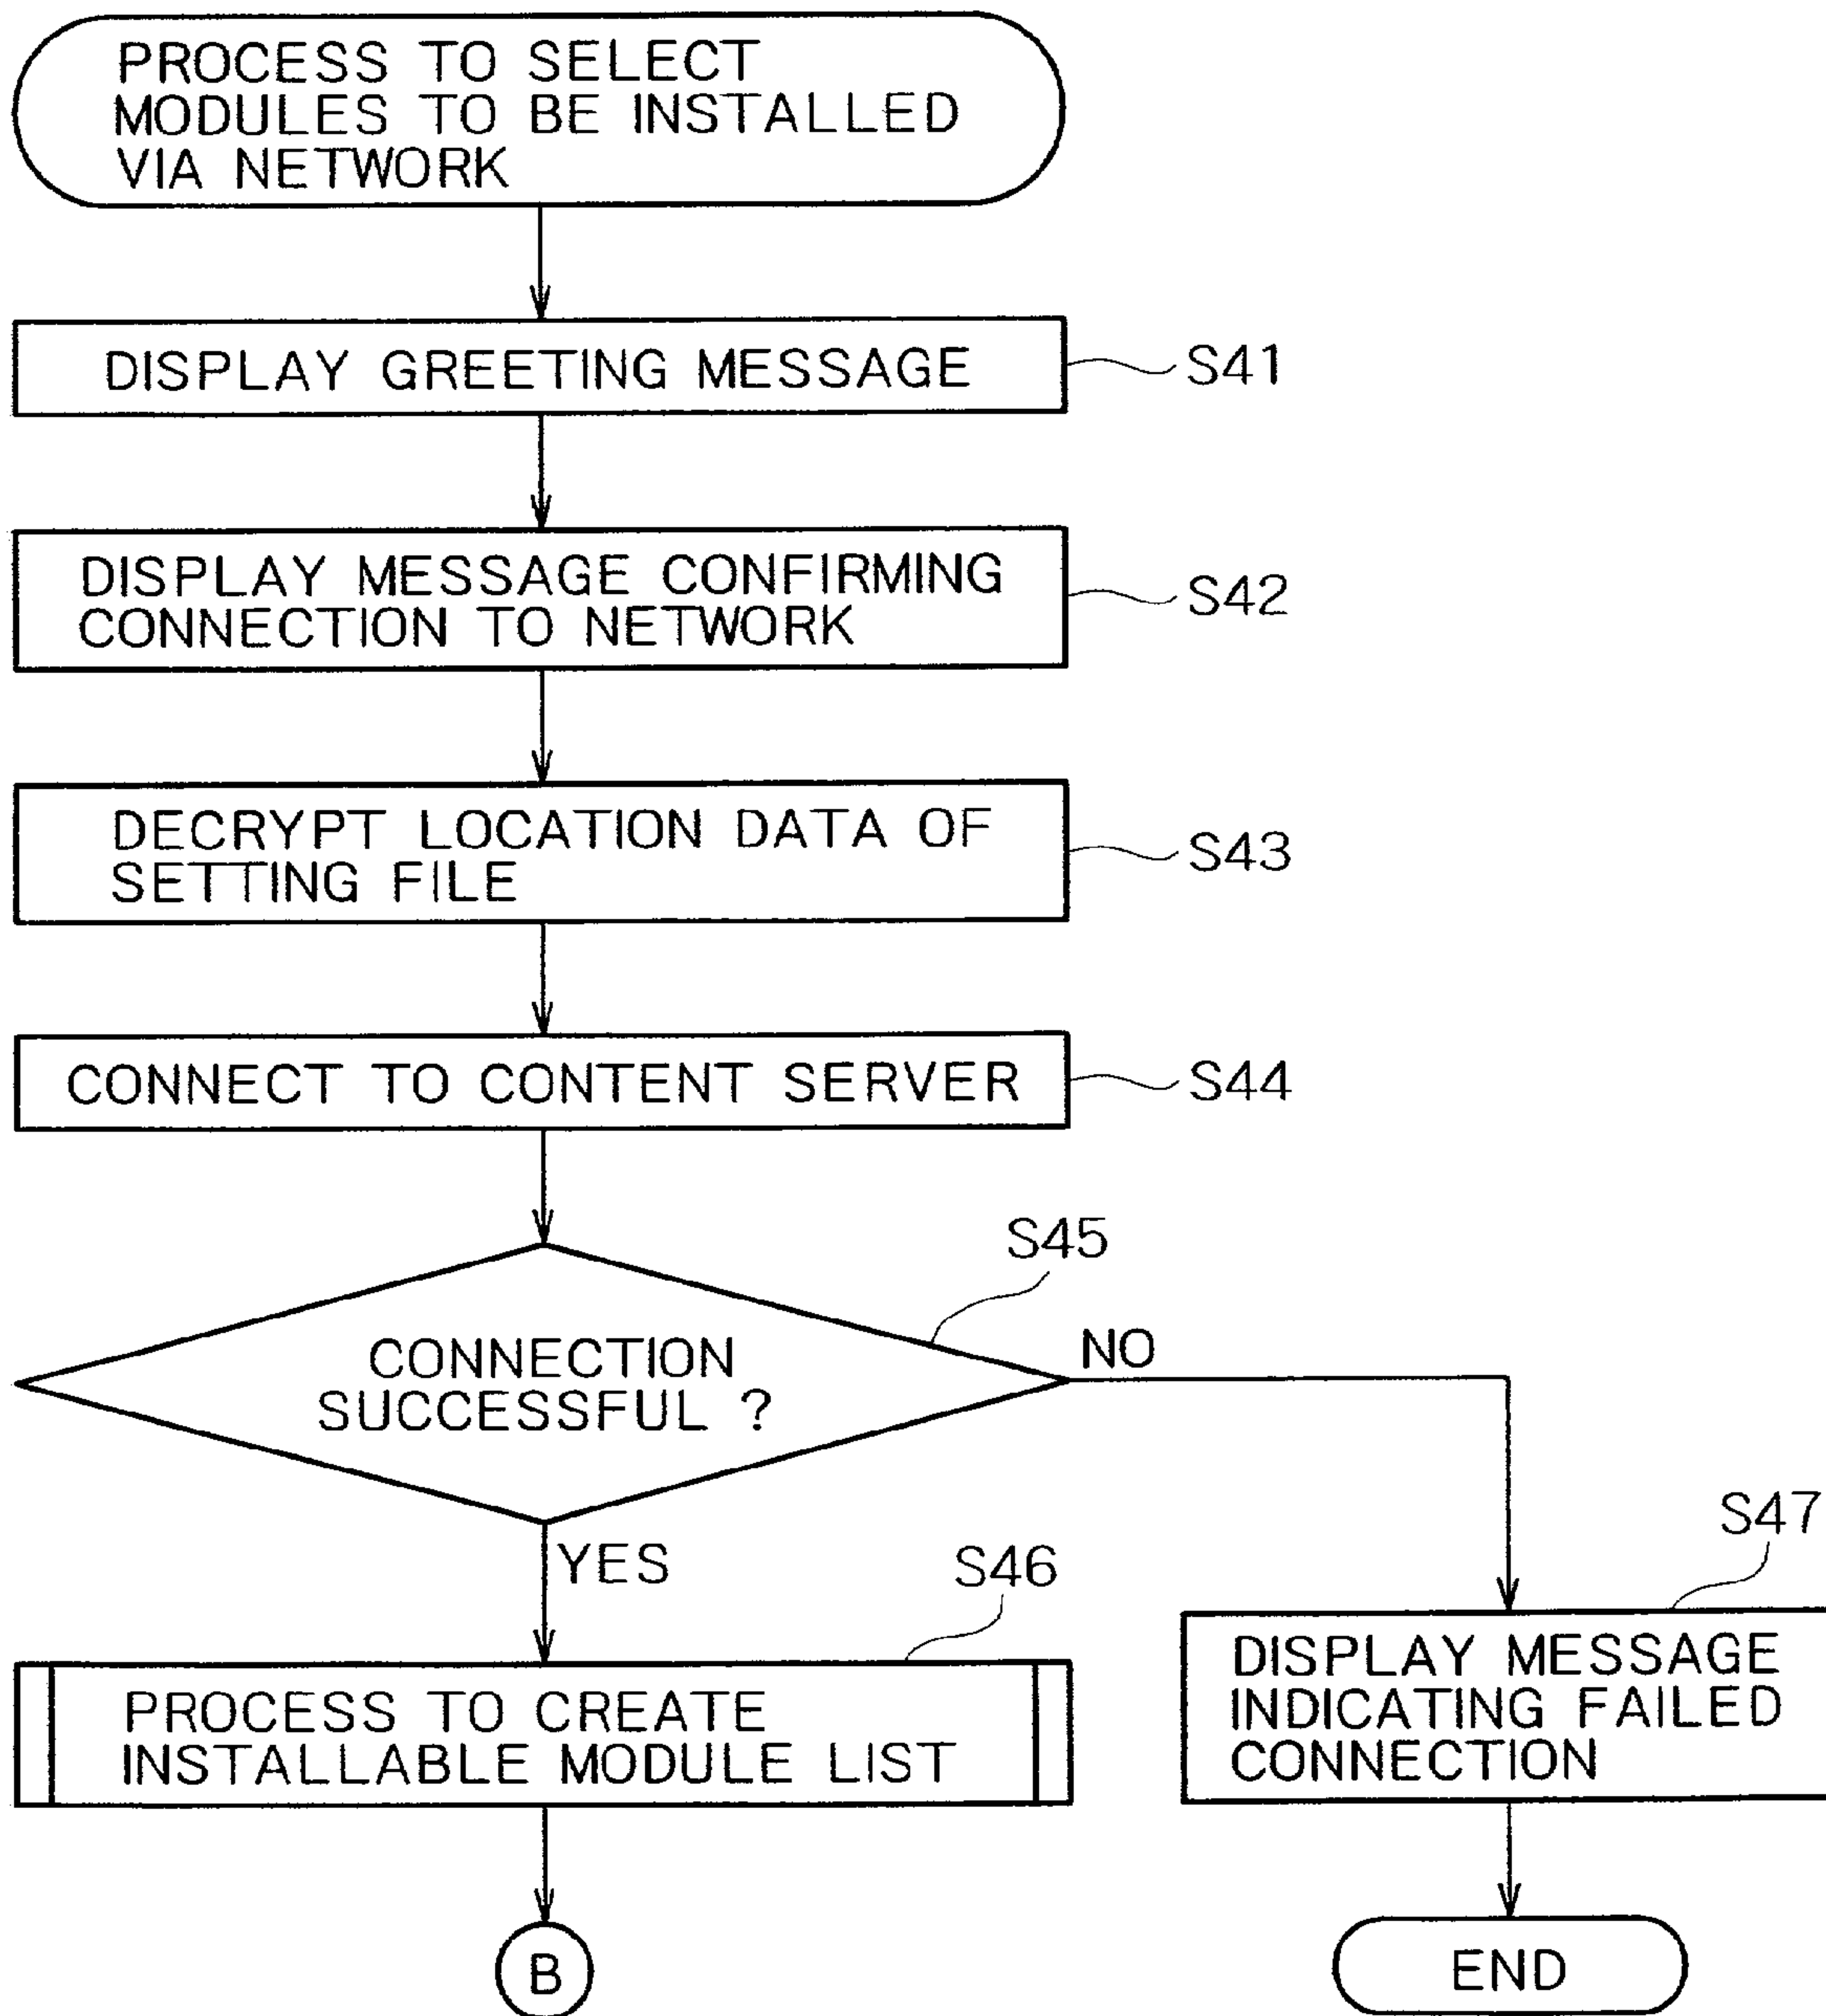 PROCESS TO SELECT
MODULES TO BE INSTALLED
VIA NETWORK
DISPLAY GREETING MESSAGE
S41
DISPLAY MESSAGE CONFIRMING
CONNECTION TO NETWORK
S42
DECRYPT LOCATION DATA OF
SETTING FILE
S43
CONNECT TO CONTENT SERVER
S44
S45
CONNECTION
SUCCESSFUL ?
NO
YES
S46
PROCESS TO CREATE
INSTALLABLE MODULE LIST
S47
DISPLAY MESSAGE
INDICATING FAILED
CONNECTION
B
END